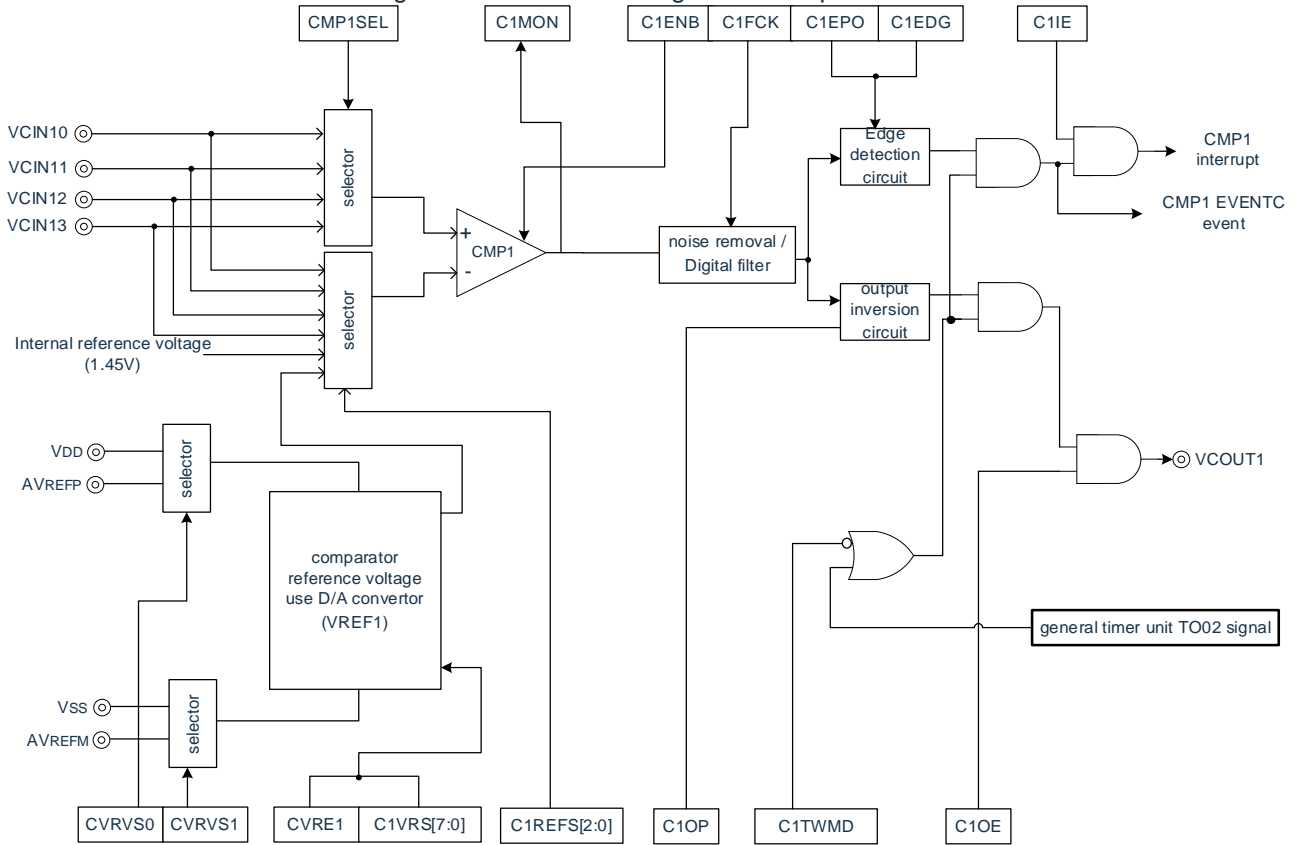 CMP1SEL
C1MON
C1ENB
C1FCK
C1EPO
C1EDG
C1IE
VCIN10
VCIN11
VCIN12
VCIN13
selector
CMP1
+
-
noise removal /
Digital filter
Edge
detection
circuit
CMP1
interrupt
CMP1 EVENTC
event
output
inversion
circuit
selector
Internal reference voltage
(1.45V)
VDD
AVREFP
selector
VCOUT1
comparator
reference voltage
use D/A convertor
(VREF1)
general timer unit TO02 signal
VSS
AVREFM
selector
CVRVS0
CVRVS1
CVRE1
C1VRS[7:0]
C1REFS[2:0]
C1OP
C1TWMD
C1OE